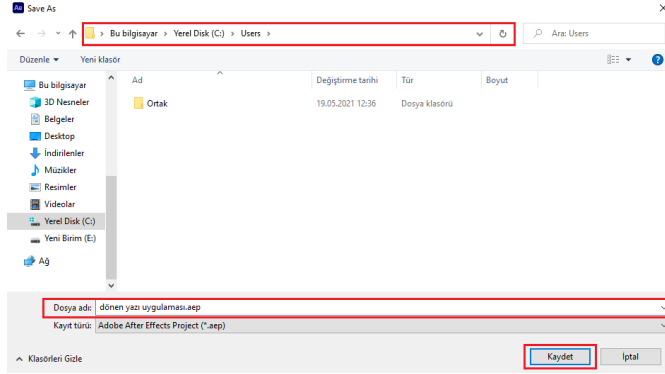 Ae Save As
Bu bilgisayar > Yerel Disk (C:) > Users >
Ara: Users
Düzenle Yeni klasör
Ad Değiştirme tarihi Tür Boyut
Ortak 19.05.2021 12:36 Dosya klasörü
Bu bilgisayar
3D Nesneler
Belgeler
Desktop
İndirilenler
Müzikler
Resimler
Videolar
Yerel Disk (C:)
Yeni Birim (E:)
Ağ
Dosya adı: dönen yazı uygulaması.aep
Kayıt türü: Adobe After Effects Project (*.aep)
Klasörleri Gizle
Kaydet İptal